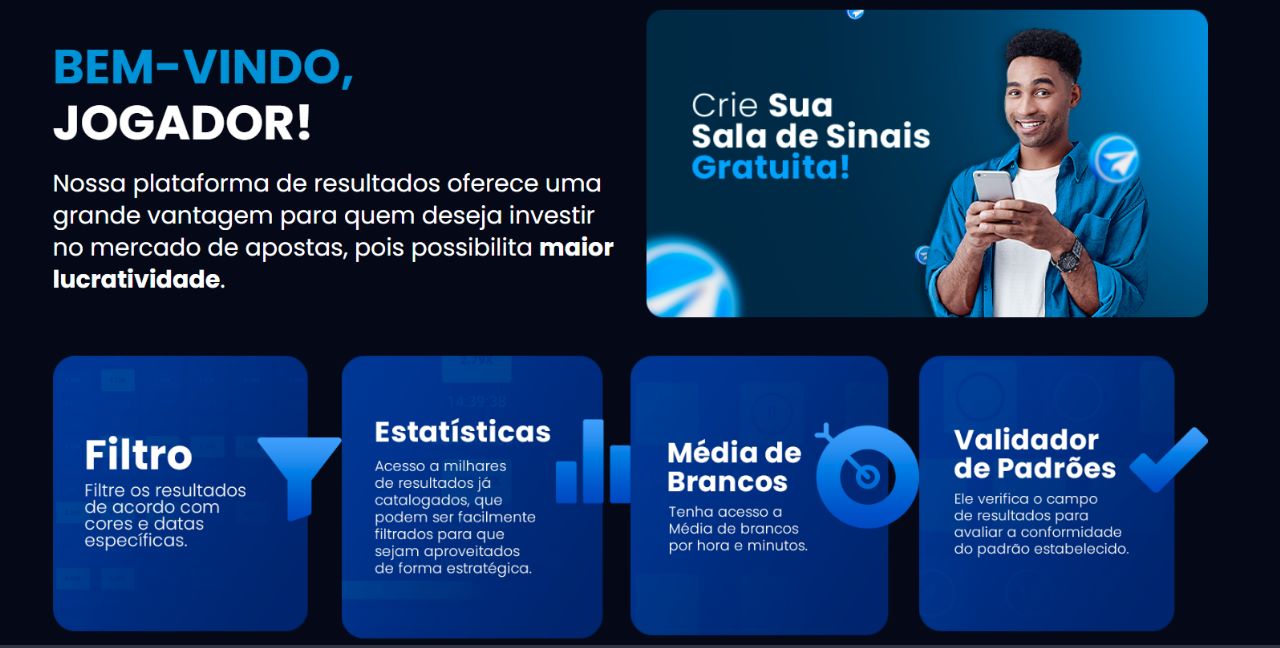 BEM-VINDO,
JOGADOR!
Nossa plataforma de resultados oferece uma
grande vantagem para quem deseja investir
no mercado de apostas, pois possibilita maior
lucratividade.
Crie Sua
Sala de Sinais
Gratuita!
Filtro
Filtre os resultados
de acordo com
cores e datas
específicas.
14:39:38
Estatísticas
Acesso a milhares
de resultados já
catalogados, que
podem ser facilmente
filtrados para que
sejam aproveitados
de forma estratégica.
Média de
Brancos
Tenha acesso a
Média de brancos
por hora e minutos.
Validador
de Padrões
Ele verifica o campo
de resultados para
avaliar a conformidade
do padrão estabelecido.